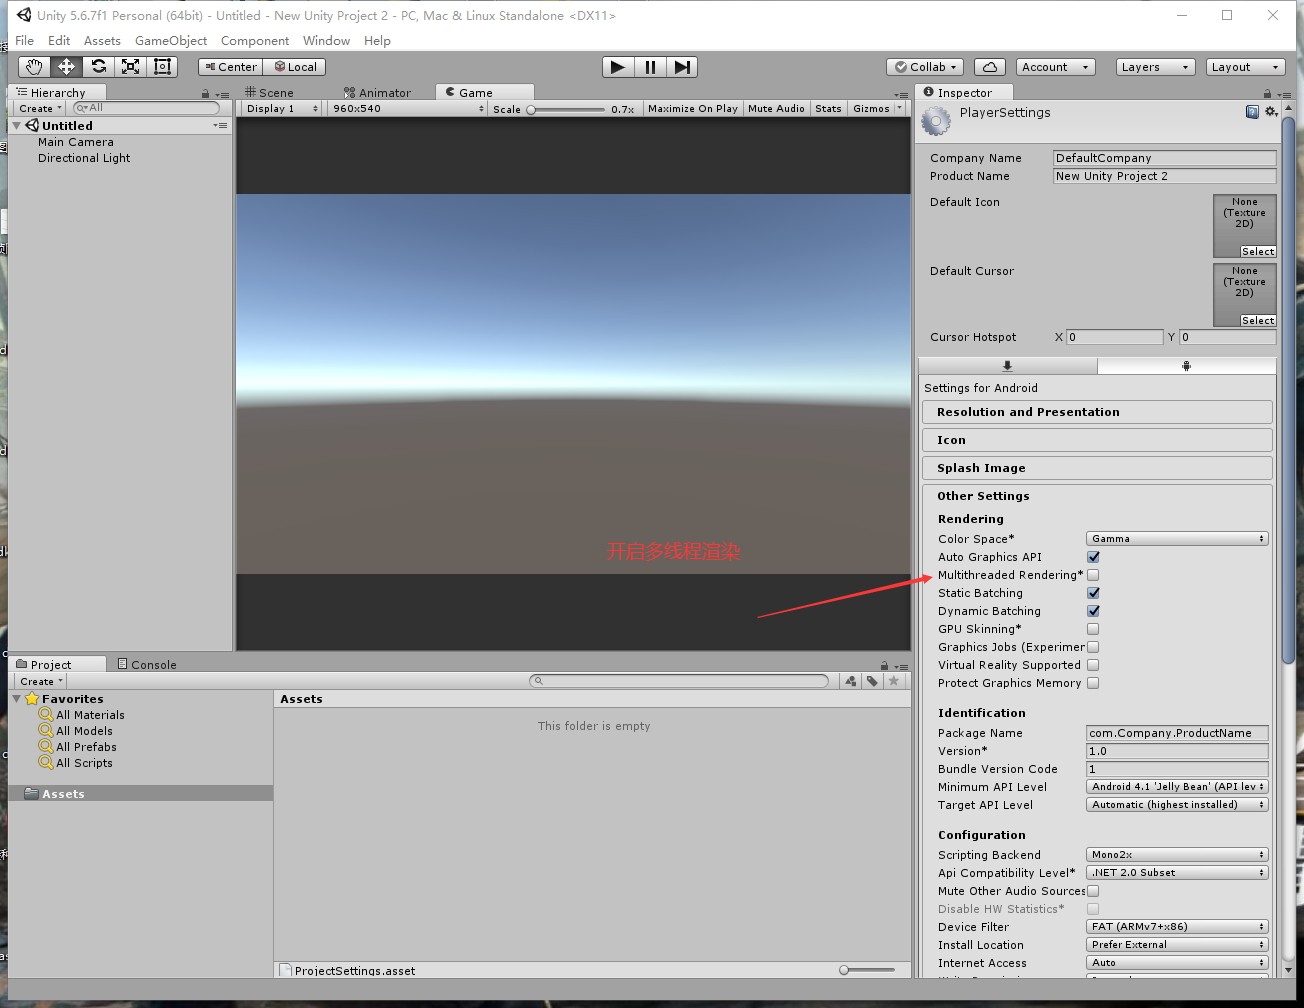 Unity 5.6.7f1 Personal (64bit) - Untitled - New Unity Project 2 - PC, Mac & Linux Standalone <DX11>
File Edit Assets GameObject Component Window Help
Center Local Collab Account Layers Layout
Hierarchy
Create All
Untitled
Main Camera
Directional Light
Scene Animator Game
Display 1 960x540 Scale 0.7x Maximize On Play Mute Audio Stats Gizmos
开启多线程渲染
Project Console
Create
Favorites
All Materials
All Models
All Prefabs
All Scripts
Assets
Assets
This folder is empty
ProjectSettings.asset
Inspector
PlayerSettings
Company Name DefaultCompany
Product Name New Unity Project 2
Default Icon
None
(Texture
2D)
Select
Default Cursor
None
(Texture
2D)
Select
Cursor Hotspot X 0 Y 0
Settings for Android
Resolution and Presentation
Icon
Splash Image
Other Settings
Rendering
Color Space* Gamma
Auto Graphics API
Multithreaded Rendering*
Static Batching
Dynamic Batching
GPU Skinning*
Graphics Jobs (Experimen
Virtual Reality Supported
Protect Graphics Memory
Identification
Package Name com.Company.ProductName
Version* 1.0
Bundle Version Code 1
Minimum API Level Android 4.1 'Jelly Bean' (API lev
Target API Level Automatic (highest installed)
Configuration
Scripting Backend Mono2x
Api Compatibility Level* .NET 2.0 Subset
Mute Other Audio Sources
Disable HW Statistics*
Device Filter FAT (ARMv7+x86)
Install Location Prefer External
Internet Access Auto